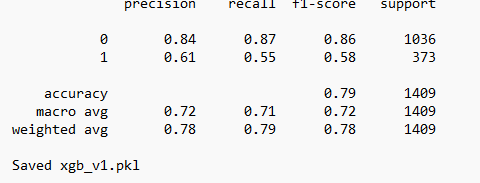 precision recall f1-score support
0 0.84 0.87 0.86 1036
1 0.61 0.55 0.58 373
accuracy 0.79 1409
macro avg 0.72 0.71 0.72 1409
weighted avg 0.78 0.79 0.78 1409
Saved xgb_v1.pkl